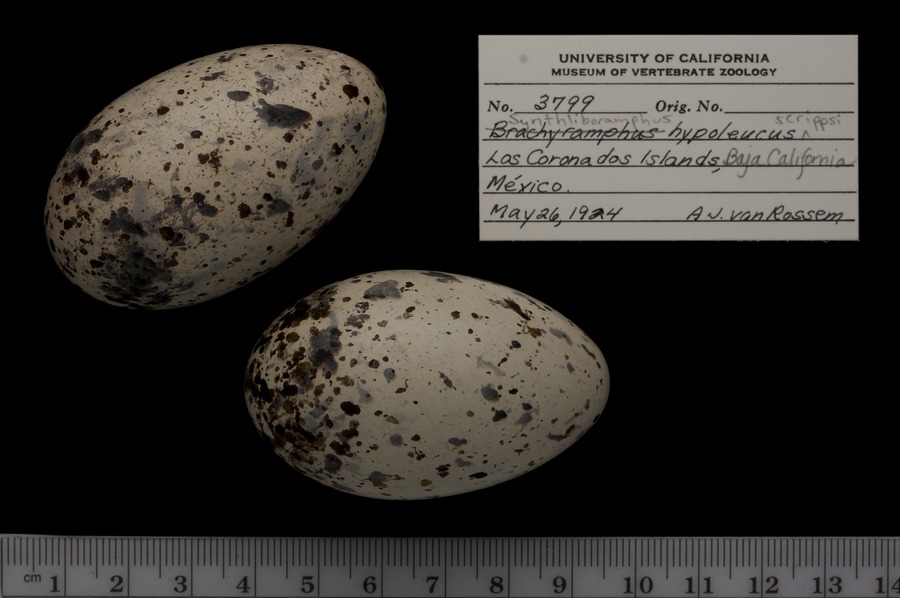 UNIVERSITY OF CALIFORNIA
MUSEUM OF VERTEBRATE ZOOLOGY
No. 3799 Orig. No.
Synthliboramphus scrippsi
Brachyramphus hypoleucus
Los Coronados Islands, Baja California
México.
May 26, 1924 A J. van Rossem
cm 1 2 3 4 5 6 7 8 9 10 11 12 13 14